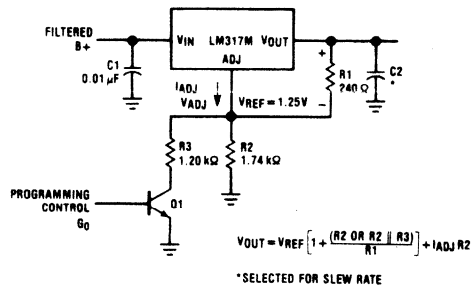 FILTERED
B+
VIN LM317M VOUT
ADJ
C1
0.01 µF
IADJ
VADJ
VREF = 1.25V
+
−
R1
240 Ω
C2
*
R3
1.20 kΩ
R2
1.74 kΩ
PROGRAMMING
CONTROL
G0
Q1
VOUT = VREF [1 + (R2 OR R2 ∥ R3) / R1] + IADJ R2
*SELECTED FOR SLEW RATE